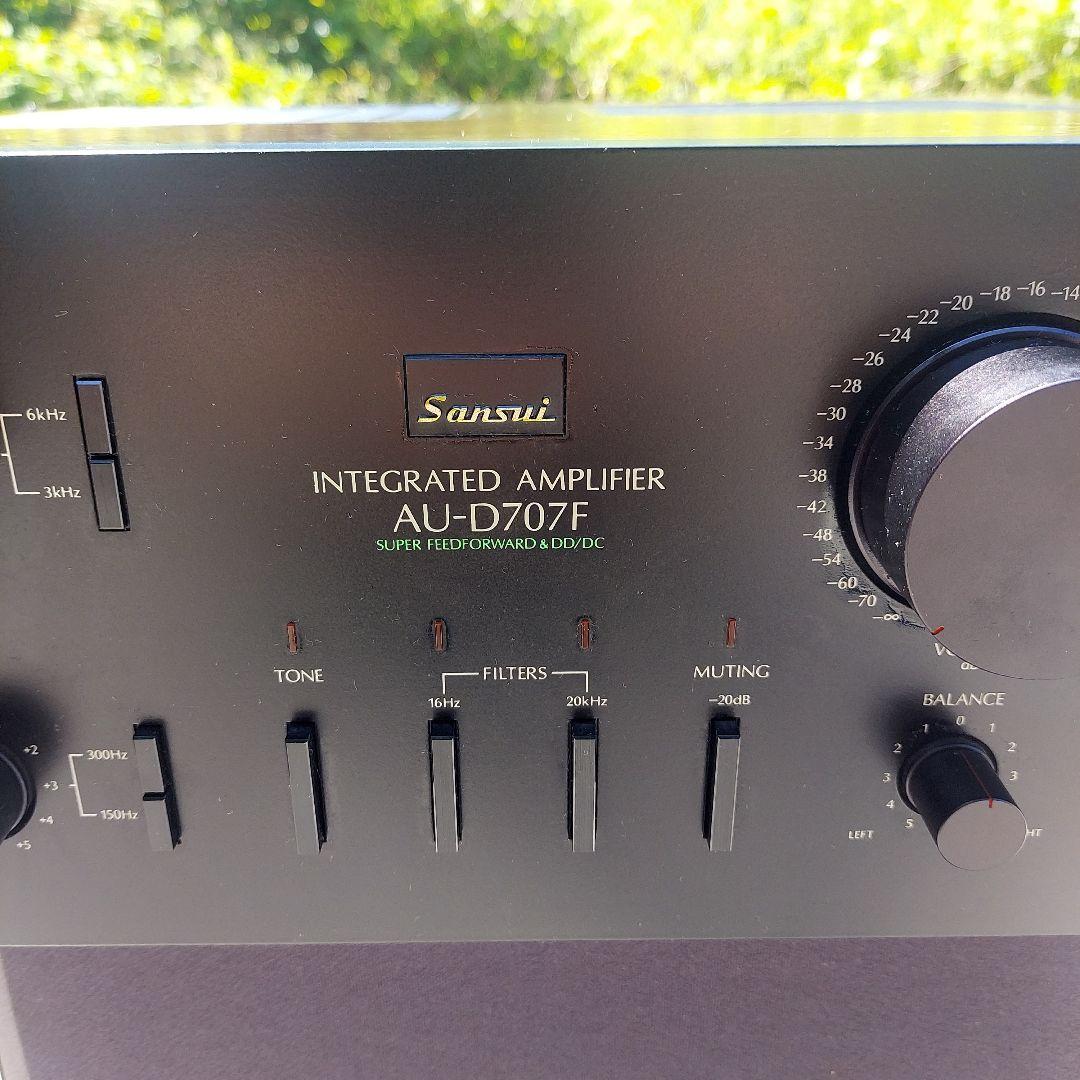 -20 -18 -16 -14
-22
-24
-26
-28
-30
-34
-38
-42
-48
-54
-60
-70
-∞
6kHz
3kHz
Sansui
INTEGRATED AMPLIFIER
AU-D707F
SUPER FEEDFORWARD & DD/DC
TONE
FILTERS
16Hz 20kHz
MUTING
-20dB
BALANCE
1 0 1
2 2
3 3
4
5
LEFT
+2
+3
+4
+5
300Hz
150Hz